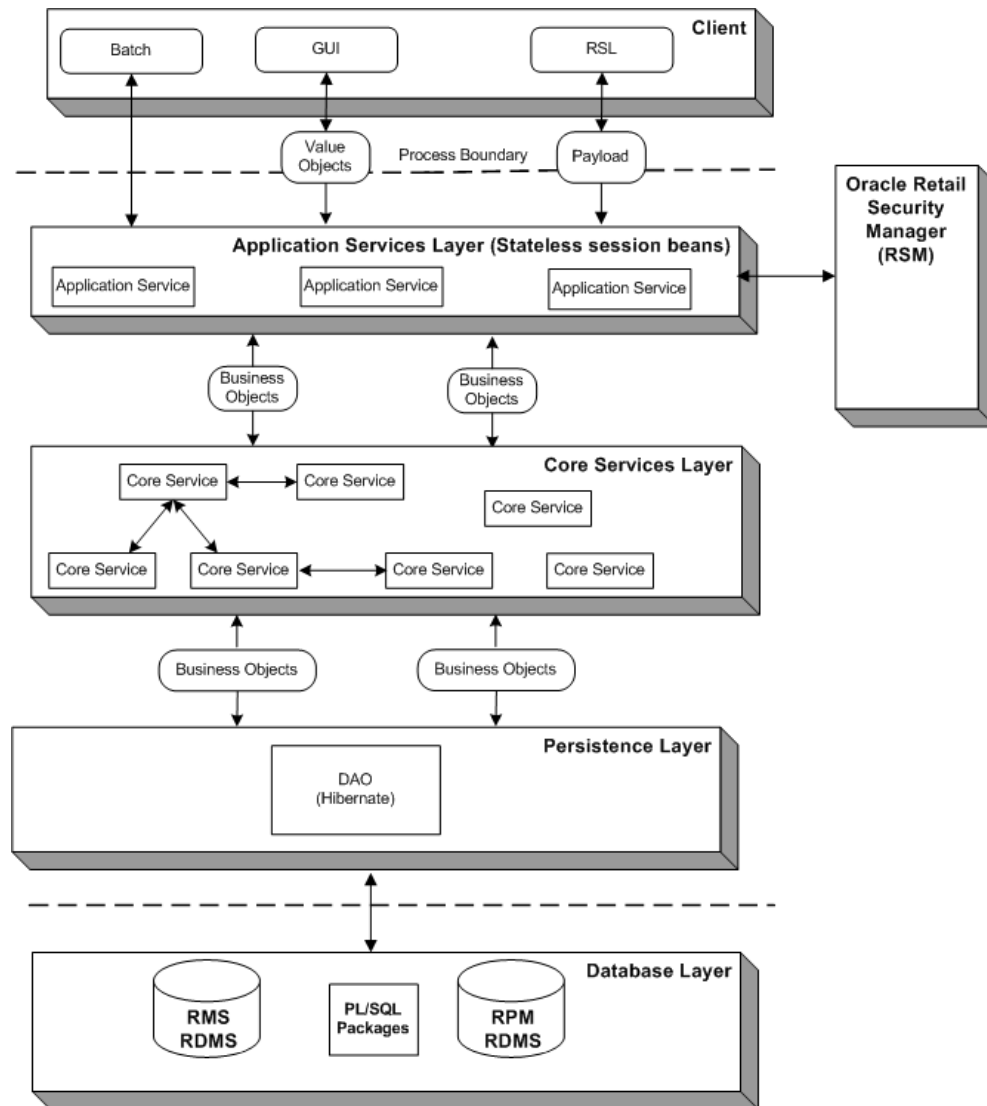 Client
Batch
GUI
RSL
Value
Objects
Process Boundary
Payload
Oracle Retail
Security
Manager
(RSM)
Application Services Layer (Stateless session beans)
Application Service
Application Service
Application Service
Business
Objects
Business
Objects
Core Services Layer
Core Service
Core Service
Core Service
Core Service
Core Service
Core Service
Core Service
Business Objects
Business Objects
Persistence Layer
DAO
(Hibernate)
Database Layer
RMS
RDMS
PL/SQL
Packages
RPM
RDMS